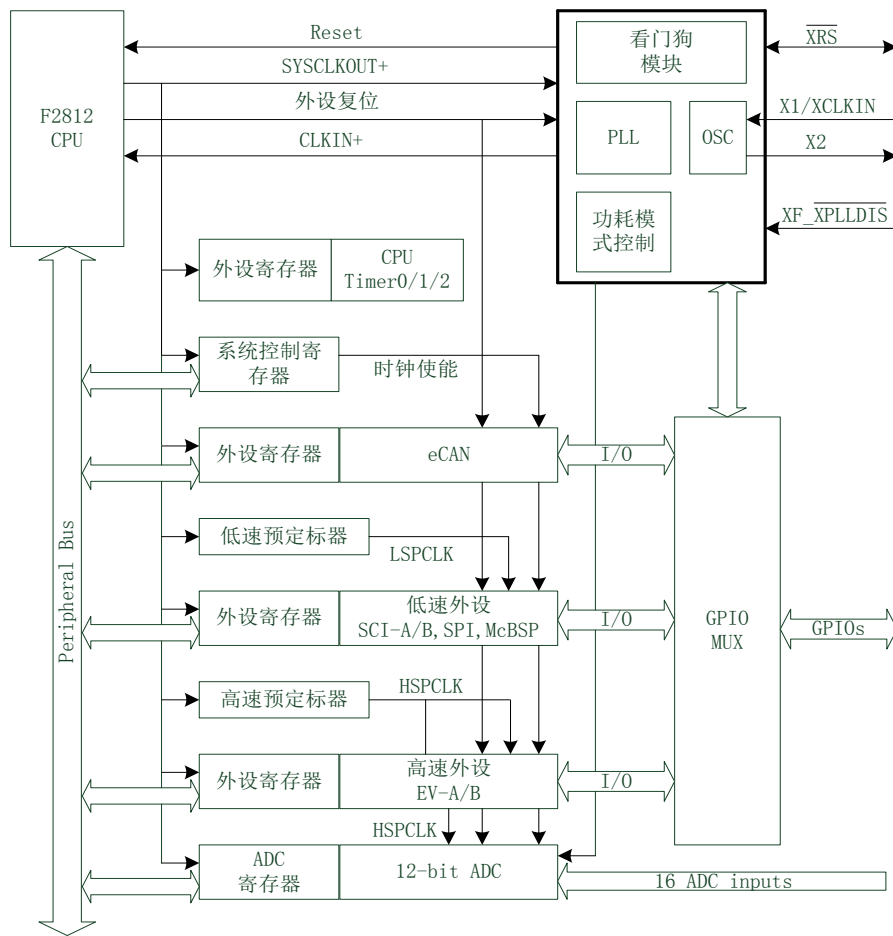 Reset
SYSCLKOUT+
外设复位
CLKIN+
F2812
CPU
看门狗
模块
PLL
OSC
功耗模
式控制
XRS
X1/XCLKIN
X2
XF_XPLLDIS
外设寄存器
CPU
Timer0/1/2
系统控制寄
存器
时钟使能
外设寄存器
eCAN
I/O
低速预定标器
LSPCLK
外设寄存器
低速外设
SCI-A/B,SPI,McBSP
I/O
GPIO
MUX
GPIOs
Peripheral Bus
高速预定标器
HSPCLK
外设寄存器
高速外设
EV-A/B
I/O
HSPCLK
ADC
寄存器
12-bit ADC
16 ADC inputs